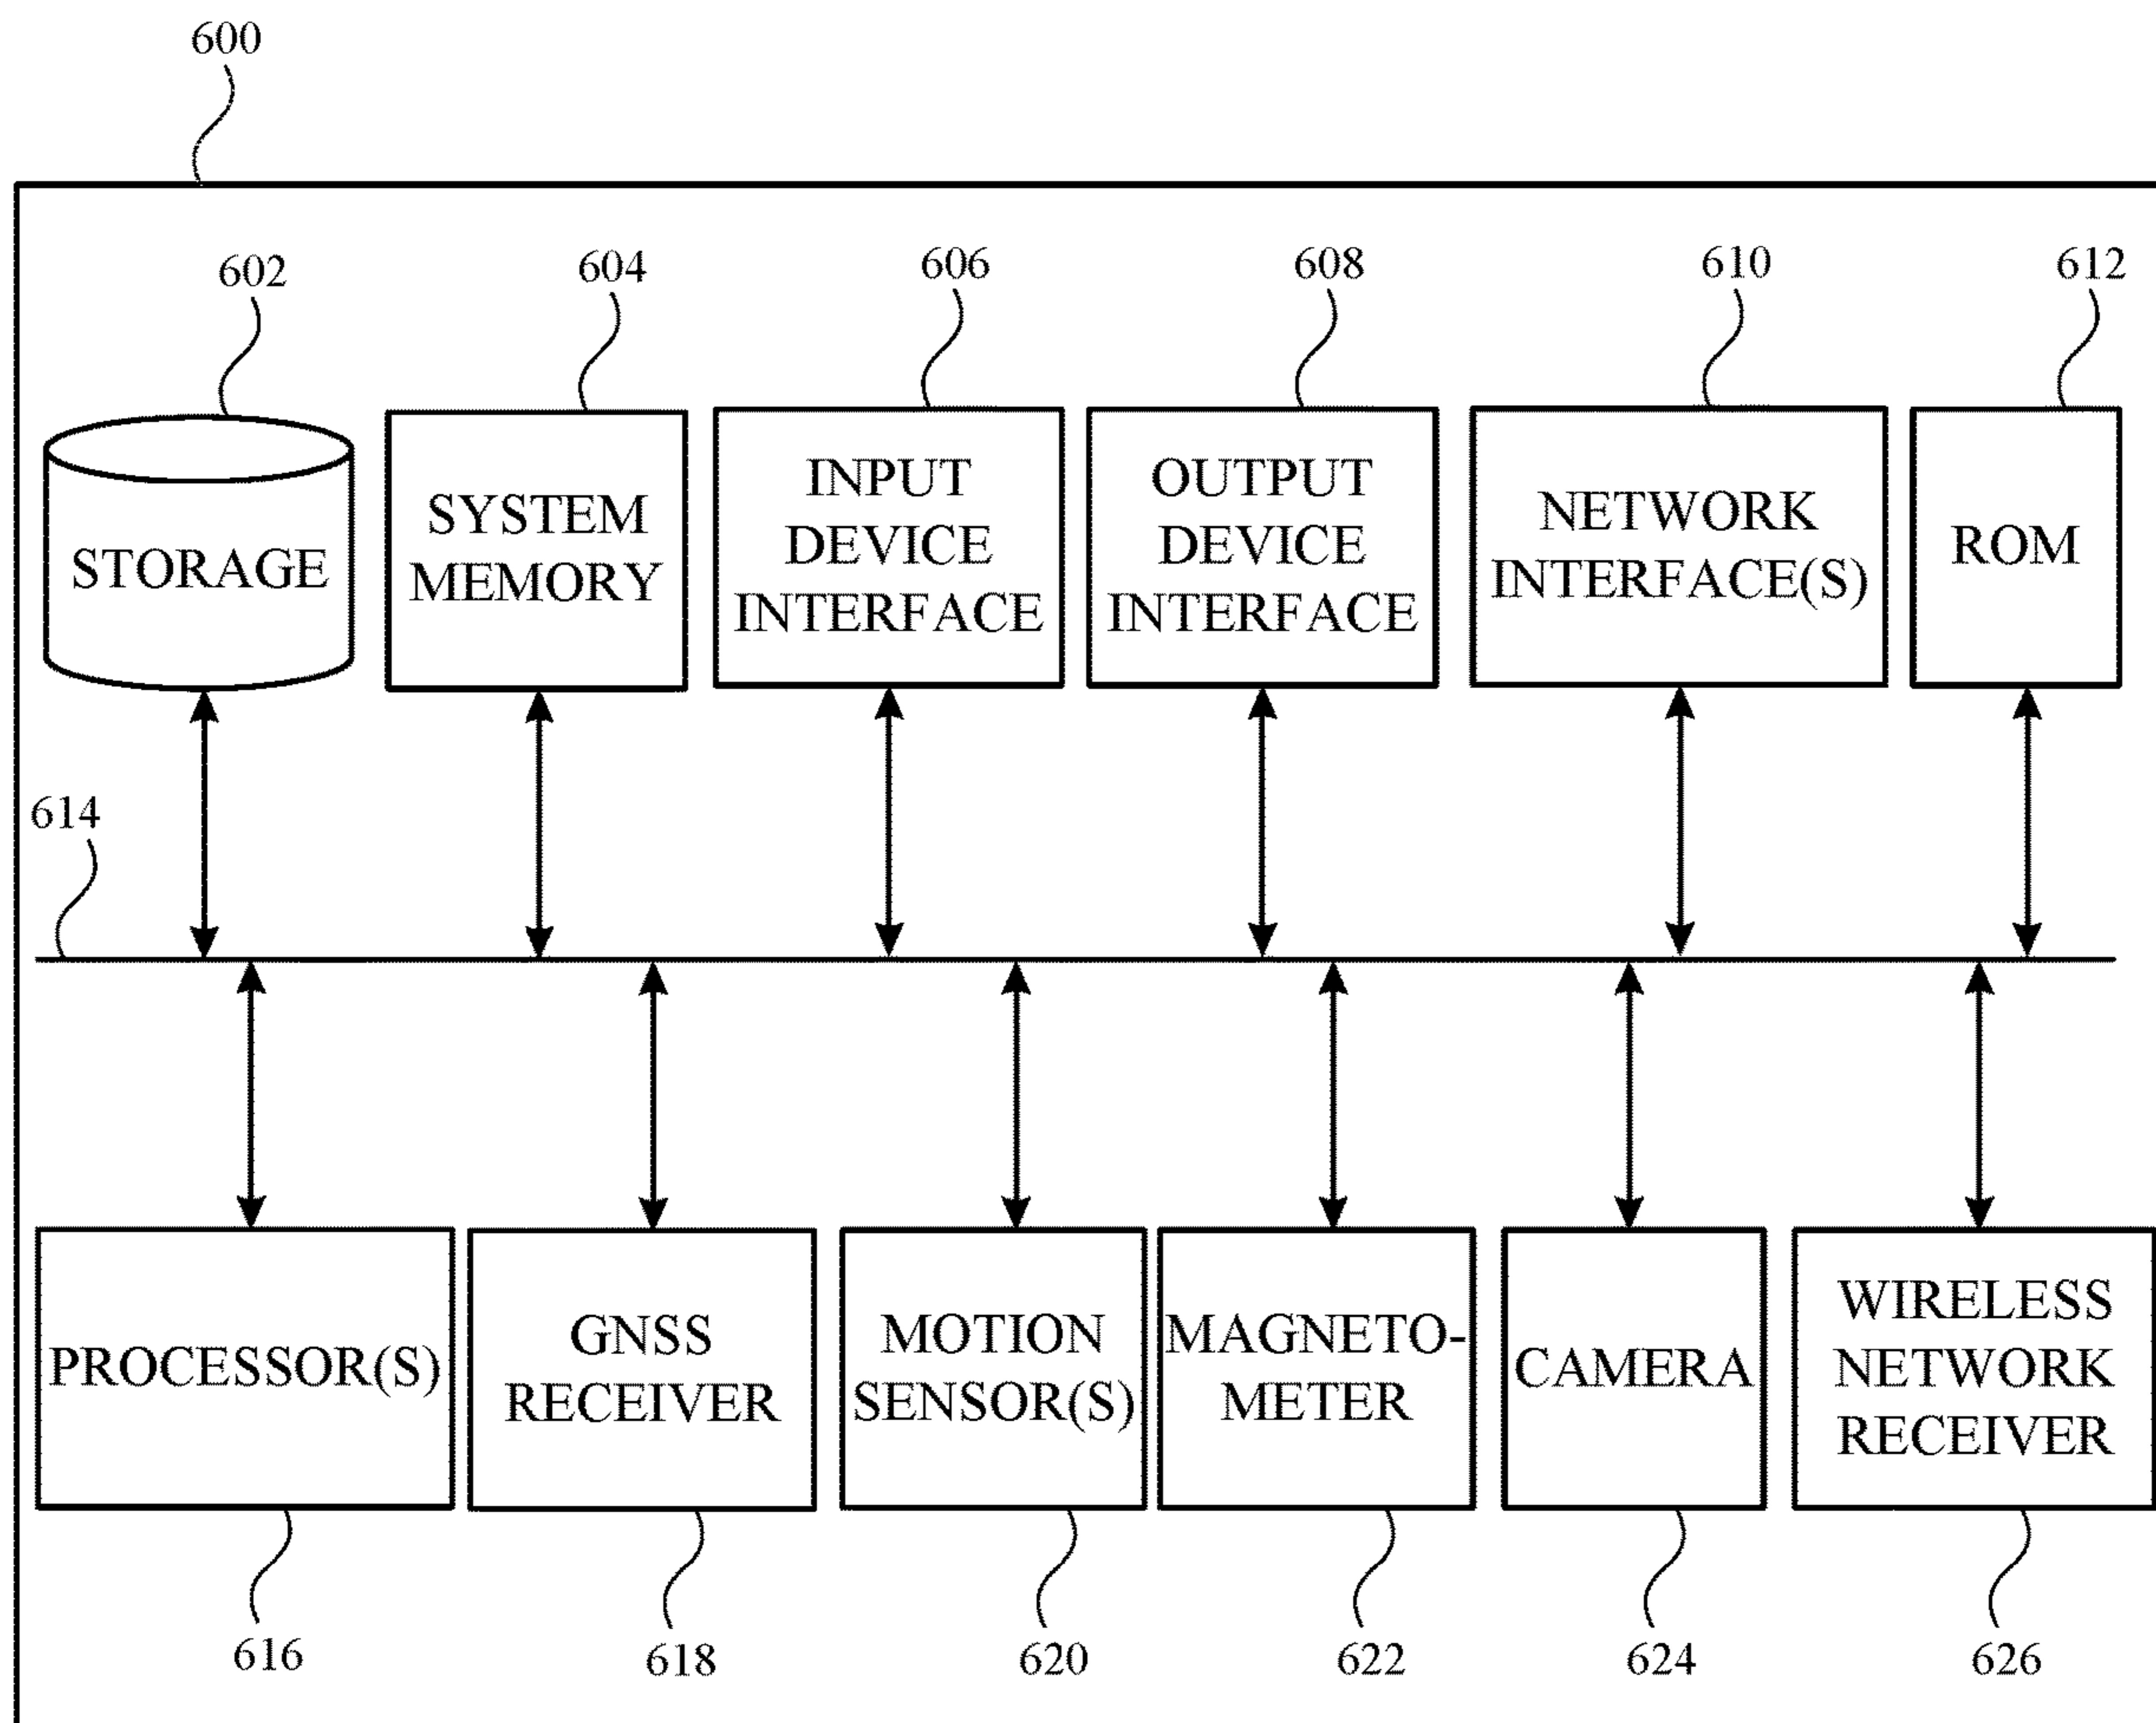 600
602
604
606
608
610
612
STORAGE
SYSTEM
MEMORY
INPUT
DEVICE
INTERFACE
OUTPUT
DEVICE
INTERFACE
NETWORK
INTERFACE(S)
ROM
614
PROCESSOR(S)
GNSS
RECEIVER
MOTION
SENSOR(S)
MAGNETO-
METER
CAMERA
WIRELESS
NETWORK
RECEIVER
616
618
620
622
624
626